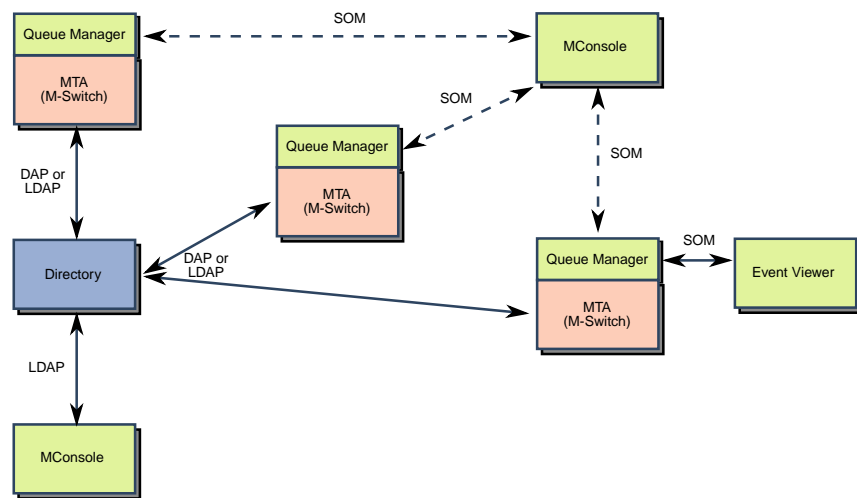 SOM
Queue Manager
MTA
(M-Switch)
MConsole
SOM
Queue Manager
MTA
(M-Switch)
SOM
DAP or
LDAP
Directory
DAP or
LDAP
Queue Manager
MTA
(M-Switch)
SOM
Event Viewer
LDAP
MConsole